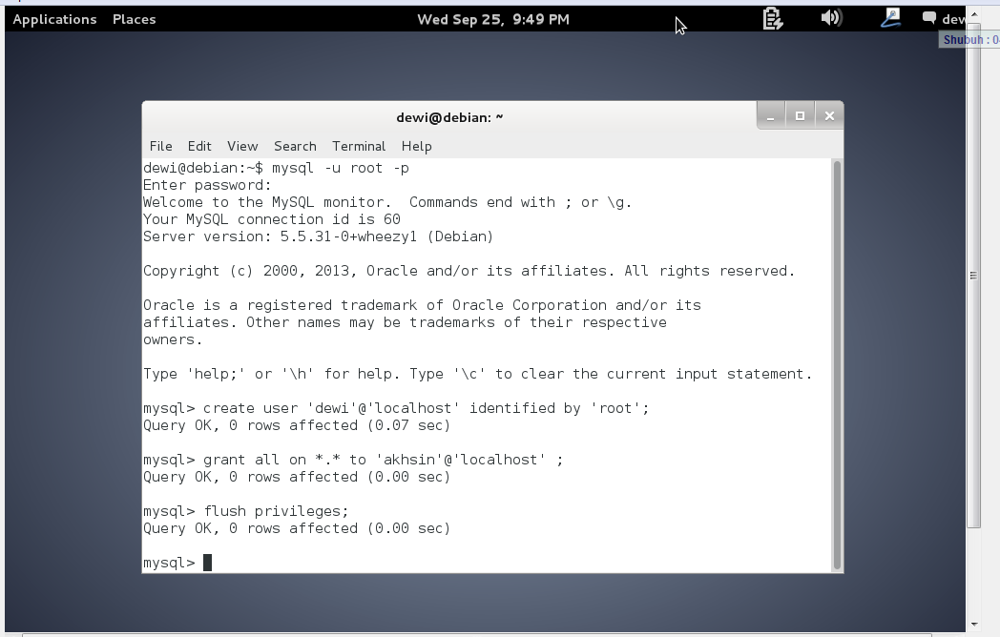 Applications Places Wed Sep 25, 9:49 PM dew
Shubuh : 0
dewi@debian: ~
File Edit View Search Terminal Help
dewi@debian:~$ mysql -u root -p
Enter password:
Welcome to the MySQL monitor.  Commands end with ; or \g.
Your MySQL connection id is 60
Server version: 5.5.31-0+wheezy1 (Debian)
Copyright (c) 2000, 2013, Oracle and/or its affiliates. All rights reserved.
Oracle is a registered trademark of Oracle Corporation and/or its
affiliates. Other names may be trademarks of their respective
owners.
Type 'help;' or '\h' for help. Type '\c' to clear the current input statement.
mysql> create user 'dewi'@'localhost' identified by 'root';
Query OK, 0 rows affected (0.07 sec)
mysql> grant all on *.* to 'akhsin'@'localhost' ;
Query OK, 0 rows affected (0.00 sec)
mysql> flush privileges;
Query OK, 0 rows affected (0.00 sec)
mysql>